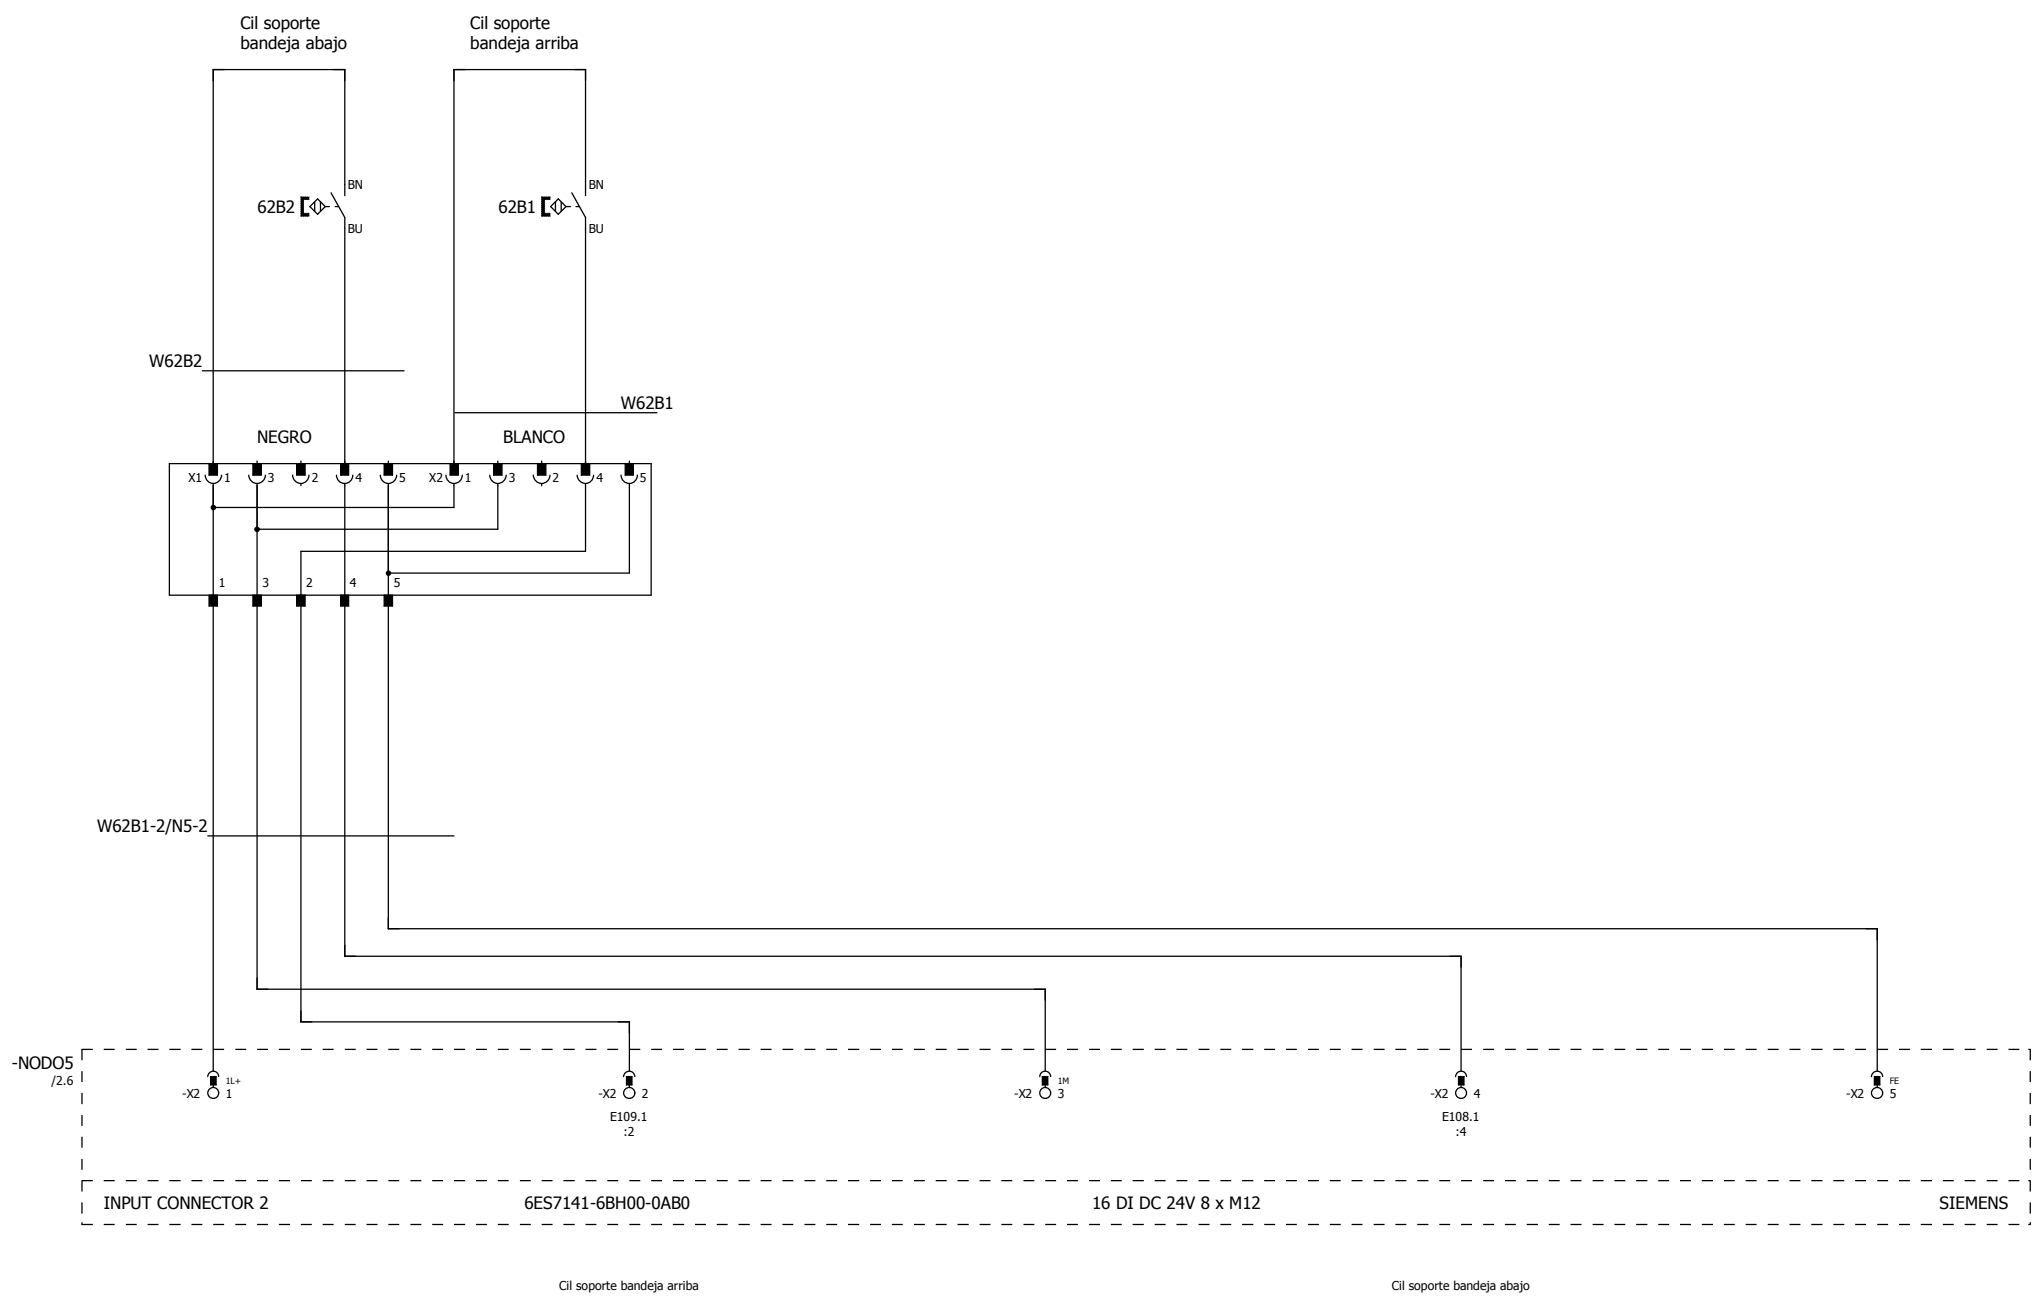 Cil soporte
bandeja abajo
Cil soporte
bandeja arriba
BN
62B2
BU
BN
62B1
BU
W62B2
W62B1
NEGRO
BLANCO
X1 1 3 2 4 5 X2 1 3 2 4 5
1 3 2 4 5
W62B1-2/N5-2
-NODO5
/2.6
1L+ 1M FE
-X2 1 -X2 2 -X2 3 -X2 4 -X2 5
E109.1 E108.1
:2 :4
INPUT CONNECTOR 2 6ES7141-6BH00-0AB0 16 DI DC 24V 8 x M12 SIEMENS
Cil soporte bandeja arriba Cil soporte bandeja abajo